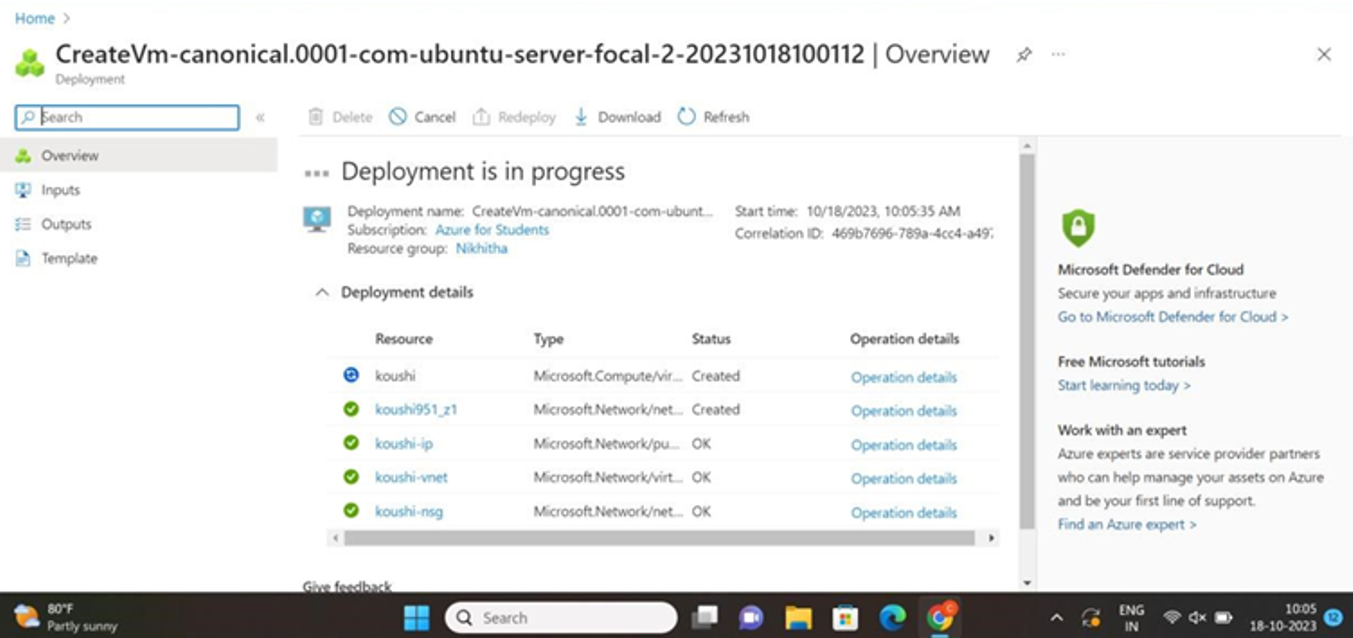 Home >
CreateVm-canonical.0001-com-ubuntu-server-focal-2-20231018100112 | Overview
Deployment
Search
Delete Cancel Redeploy Download Refresh
Overview
Inputs
Outputs
Template
Deployment is in progress
Deployment name: CreateVm-canonical.0001-com-ubunt... Start time: 10/18/2023, 10:05:35 AM
Subscription: Azure for Students
Correlation ID: 469b7696-789a-4cc4-a497
Resource group: Nikhitha
Deployment details
Resource Type Status Operation details
koushi Microsoft.Compute/vir... Created Operation details
koushi951_z1 Microsoft.Network/net... Created Operation details
koushi-ip Microsoft.Network/pu... OK Operation details
koushi-vnet Microsoft.Network/virt... OK Operation details
koushi-nsg Microsoft.Network/net... OK Operation details
Give feedback
Microsoft Defender for Cloud
Secure your apps and infrastructure
Go to Microsoft Defender for Cloud >
Free Microsoft tutorials
Start learning today >
Work with an expert
Azure experts are service provider partners
who can help manage your assets on Azure
and be your first line of support.
Find an Azure expert >
80°F
Partly sunny
Search
ENG
IN
10:05
18-10-2023
12